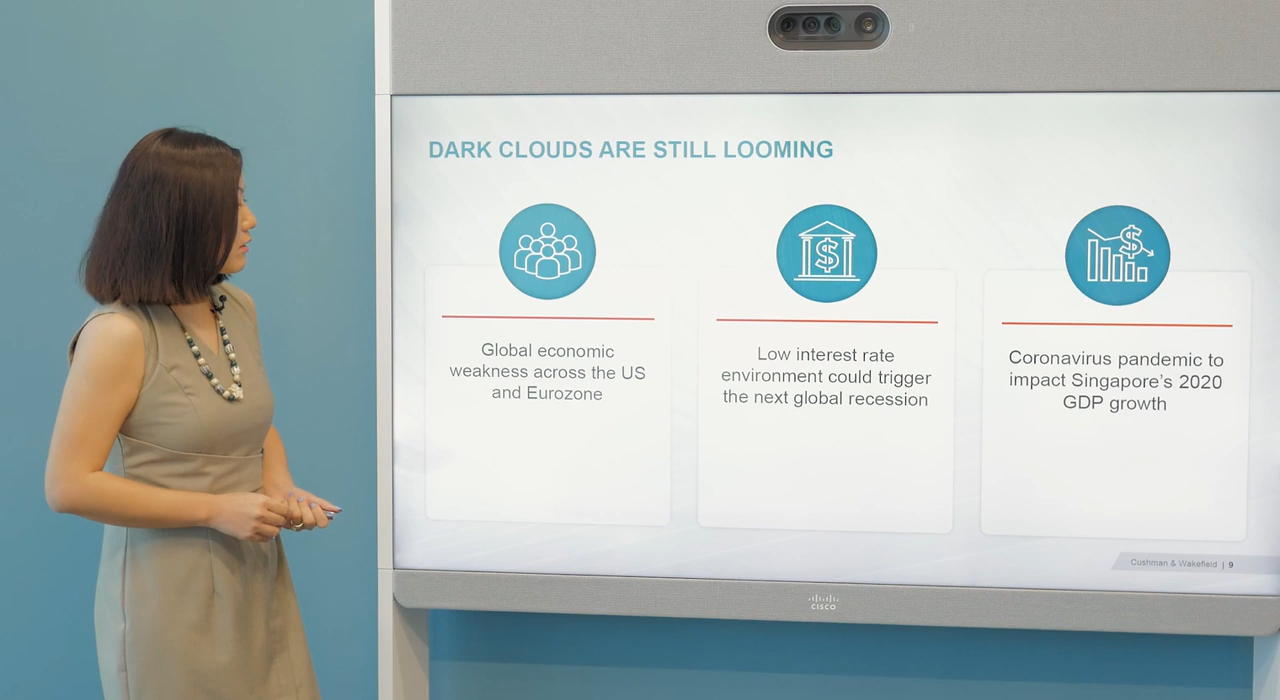 DARK CLOUDS ARE STILL LOOMING
Global economic
weakness across the US
and Eurozone
Low interest rate
environment could trigger
the next global recession
Coronavirus pandemic to
impact Singapore's 2020
GDP growth
Cushman & Wakefield | 9
CISCO